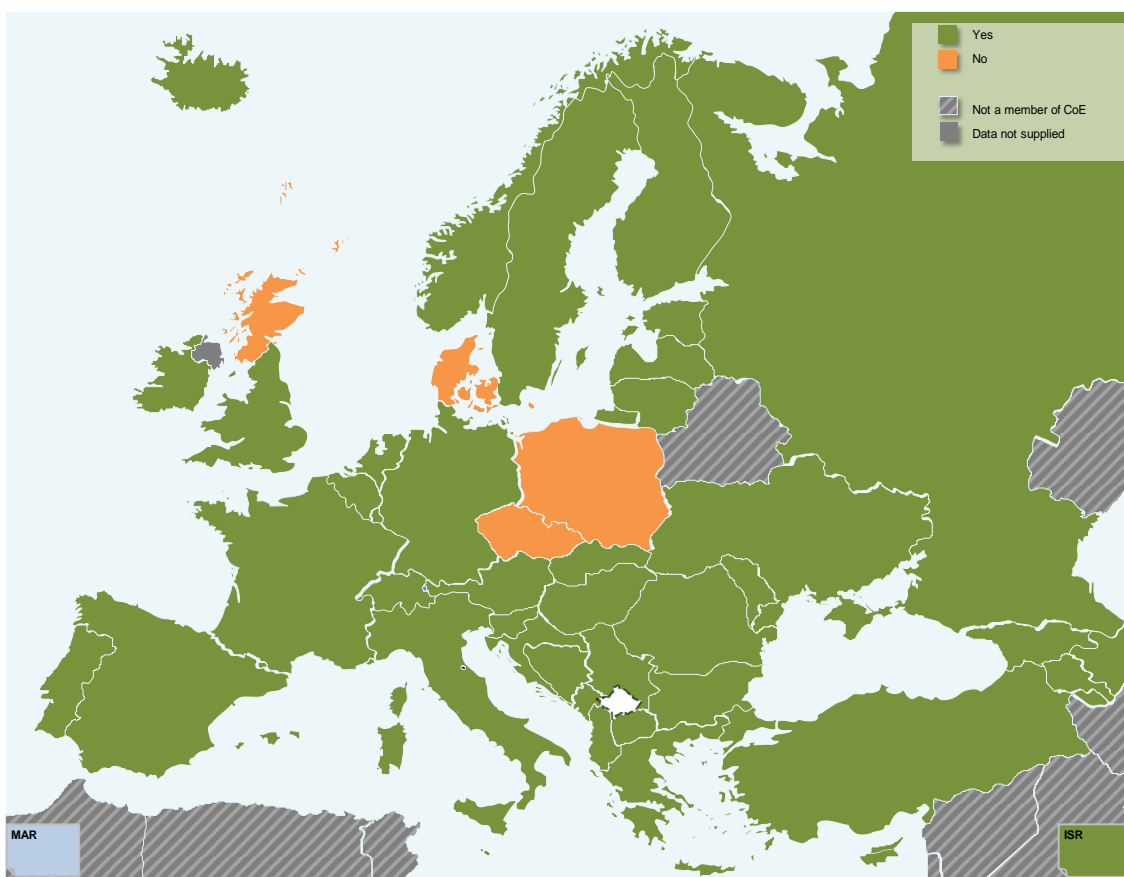 Yes
No
Not a member of CoE
Data not supplied
MAR
ISR